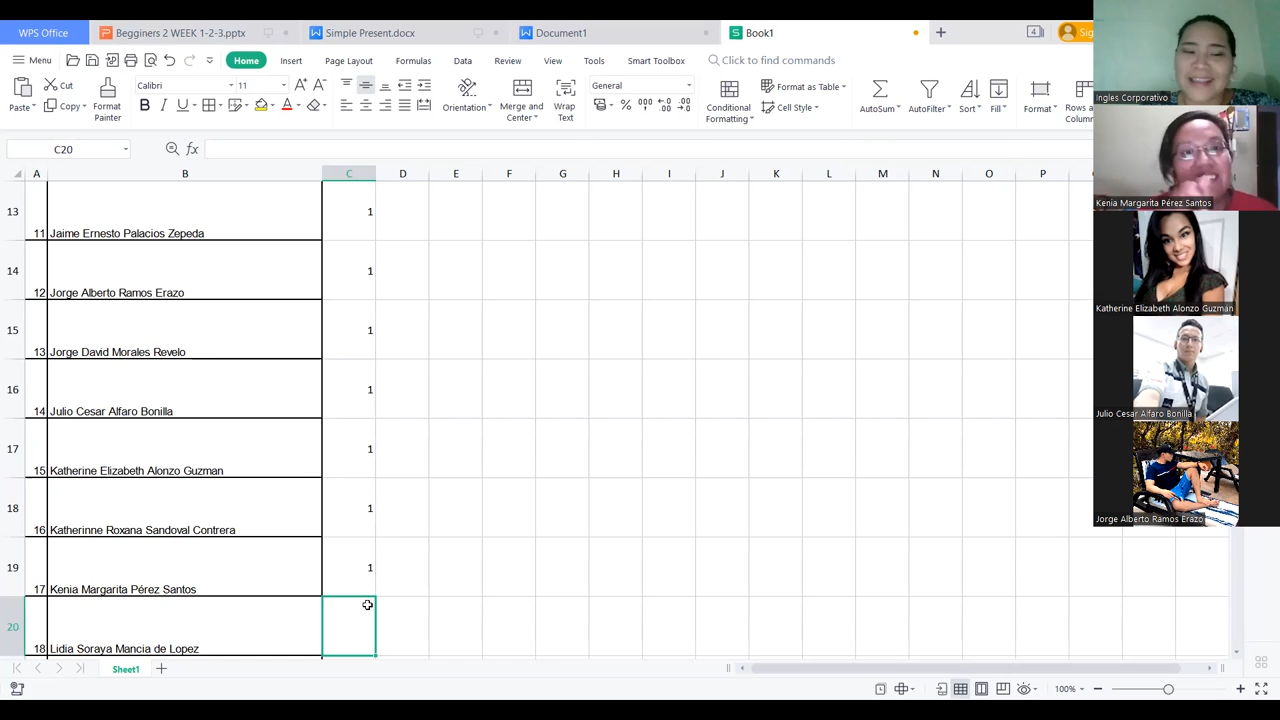 WPS Office
Begginers 2 WEEK 1-2-3.pptx
Simple Present.docx
Document1
Book1
4
Menu
Home
Insert
Page Layout
Formulas
Data
Review
View
Tools
Smart Toolbox
Click to find commands
Paste
Cut
Copy
Format Painter
Calibri
11
Orientation
Merge and Center
Wrap Text
General
Conditional Formatting
Format as Table
Cell Style
AutoSum
AutoFilter
Sort
Fill
Format
C20
A B C D E F G H I J K L M N O P
13 11 Jaime Ernesto Palacios Zepeda 1
14 12 Jorge Alberto Ramos Erazo 1
15 13 Jorge David Morales Revelo 1
16 14 Julio Cesar Alfaro Bonilla 1
17 15 Katherine Elizabeth Alonzo Guzman 1
18 16 Katherinne Roxana Sandoval Contrera 1
19 17 Kenia Margarita Pérez Santos 1
20 18 Lidia Soraya Mancia de Lopez
Sheet1
100%
Ingles Corporativo
Kenia Margarita Pérez Santos
Katherine Elizabeth Alonzo Guzmán
Julio Cesar Alfaro Bonilla
Jorge Alberto Ramos Erazo